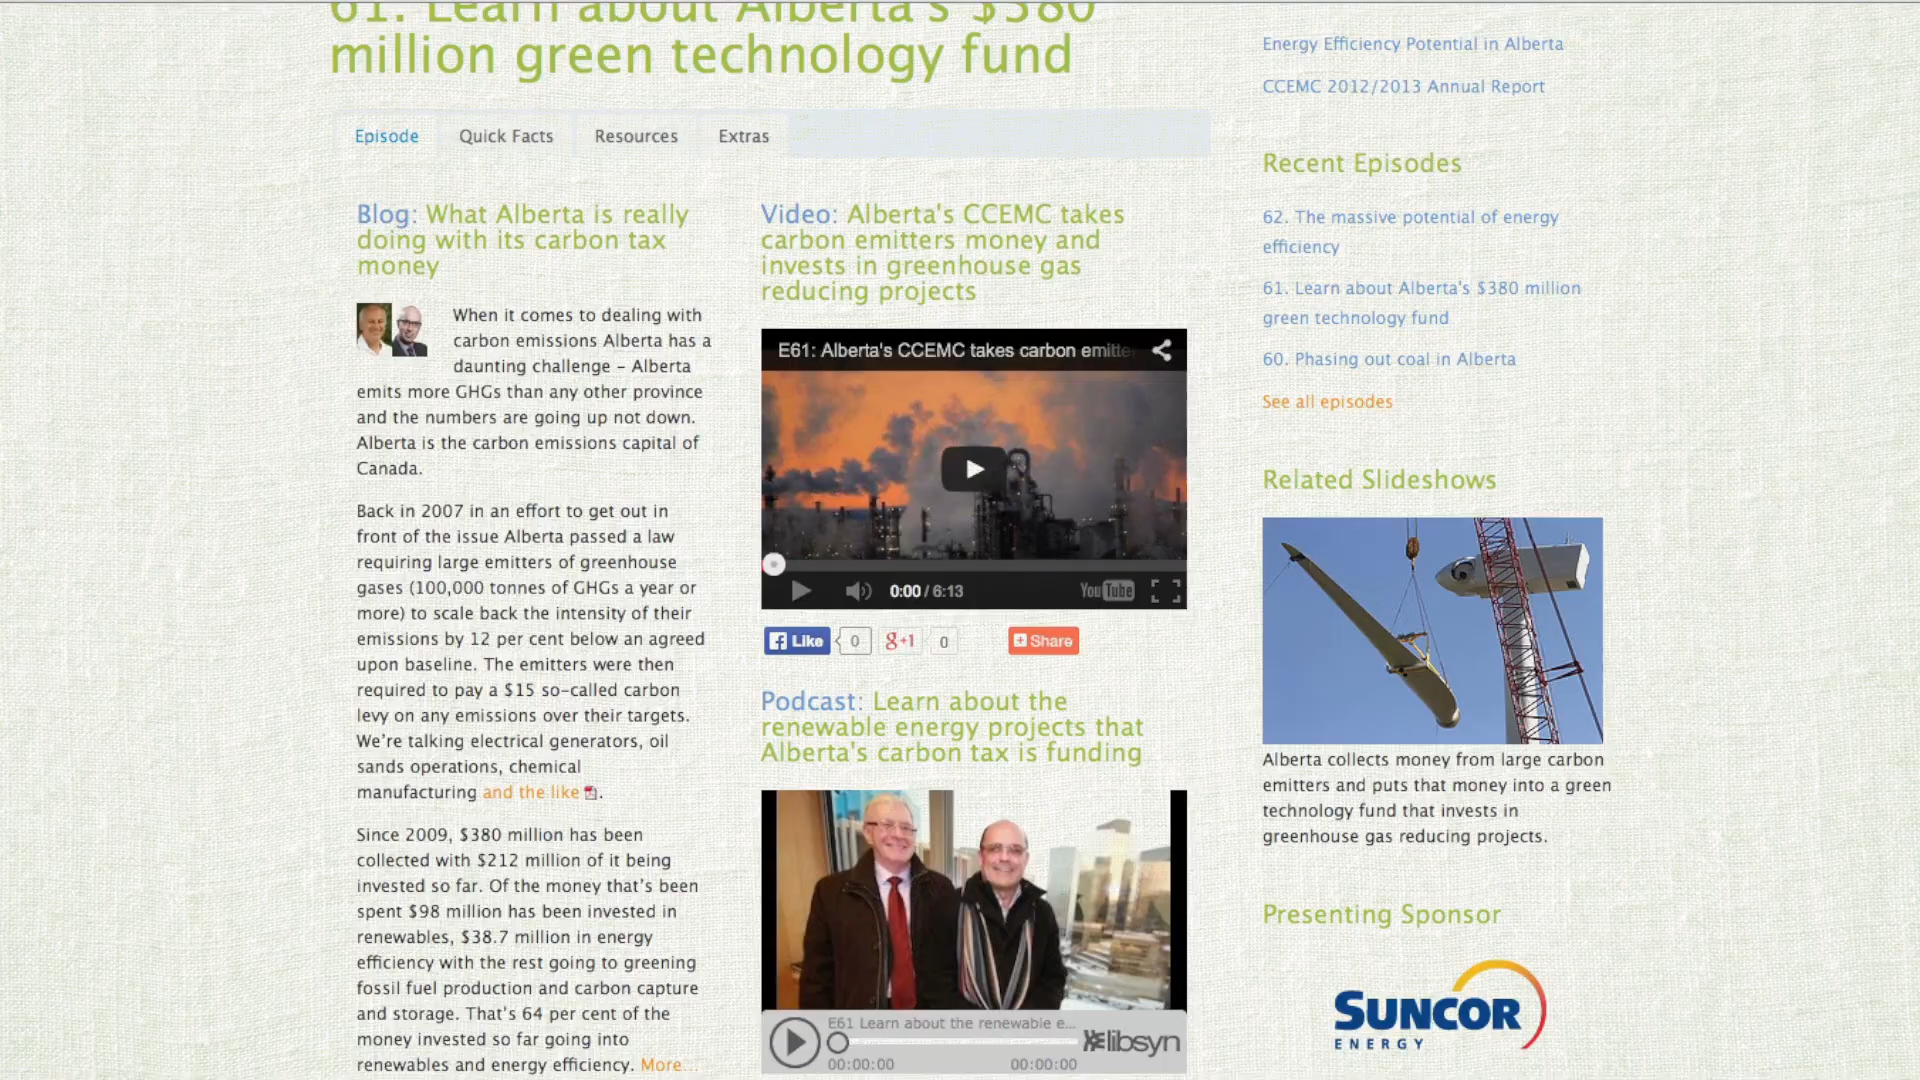 61. Learn about Alberta's $380
million green technology fund
Episode
Quick Facts
Resources
Extras
Blog: What Alberta is really
doing with its carbon tax
money
When it comes to dealing with
carbon emissions Alberta has a
daunting challenge – Alberta
emits more GHGs than any other province
and the numbers are going up not down.
Alberta is the carbon emissions capital of
Canada.
Back in 2007 in an effort to get out in
front of the issue Alberta passed a law
requiring large emitters of greenhouse
gases (100,000 tonnes of GHGs a year or
more) to scale back the intensity of their
emissions by 12 per cent below an agreed
upon baseline. The emitters were then
required to pay a $15 so-called carbon
levy on any emissions over their targets.
We're talking electrical generators, oil
sands operations, chemical
manufacturing and the like.
Since 2009, $380 million has been
collected with $212 million of it being
invested so far. Of the money that's been
spent $98 million has been invested in
renewables, $38.7 million in energy
efficiency with the rest going to greening
fossil fuel production and carbon capture
and storage. That's 64 per cent of the
money invested so far going into
renewables and energy efficiency. More...
Video: Alberta's CCEMC takes
carbon emitters money and
invests in greenhouse gas
reducing projects
E61: Alberta's CCEMC takes carbon emitte
0:00 / 6:13
YouTube
Like
0
g+1
0
Share
Podcast: Learn about the
renewable energy projects that
Alberta's carbon tax is funding
E61 Learn about the renewable e...
libsyn
00:00:00
00:00:00
Energy Efficiency Potential in Alberta
CCEMC 2012/2013 Annual Report
Recent Episodes
62. The massive potential of energy
efficiency
61. Learn about Alberta's $380 million
green technology fund
60. Phasing out coal in Alberta
See all episodes
Related Slideshows
Alberta collects money from large carbon
emitters and puts that money into a green
technology fund that invests in
greenhouse gas reducing projects.
Presenting Sponsor
SUNCOR
ENERGY